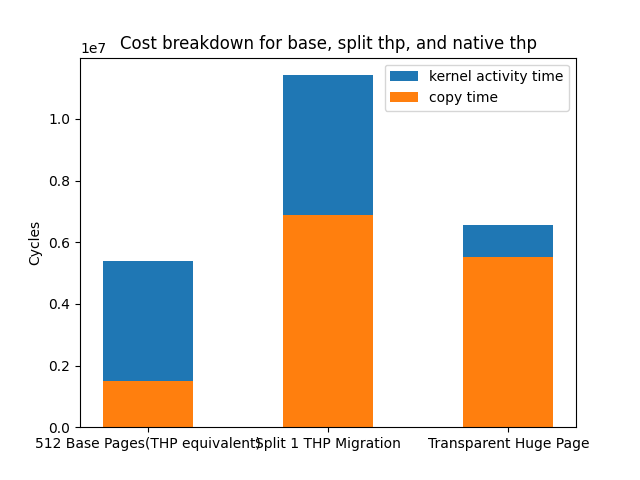 Cost breakdown for base, split thp, and native thp
1e7
kernel activity time
copy time
1.0
0.8
0.6
0.4
0.2
0.0
Cycles
512 Base Pages(THP equivalent)
Split 1 THP Migration
Transparent Huge Page